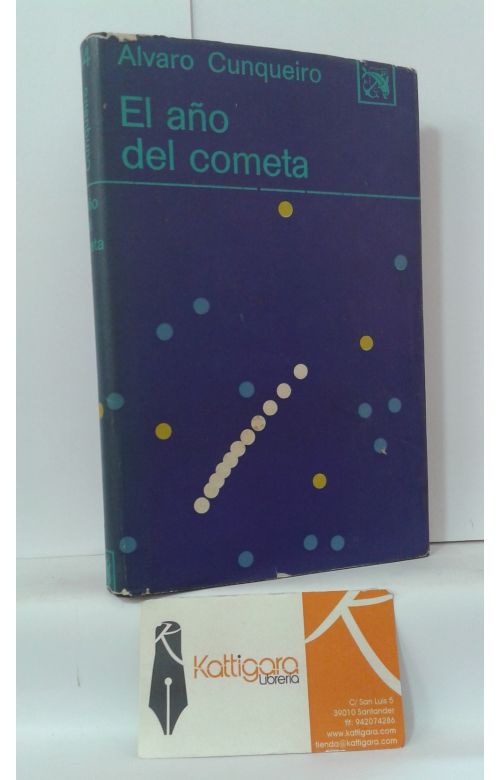 Alvaro Cunqueiro
El año
del cometa
Kattigara
Librería
C/ San Luis 5
39010 Santander
tlf: 942074286
www.kattigara.com
tienda@kattigara.com